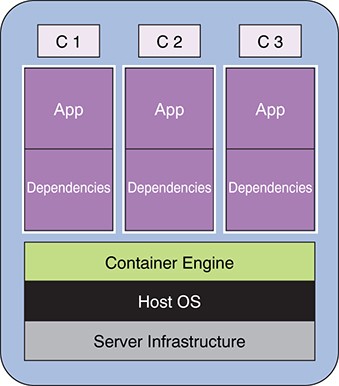 C 1 C 2 C 3
App App App
Dependencies Dependencies Dependencies
Container Engine
Host OS
Server Infrastructure